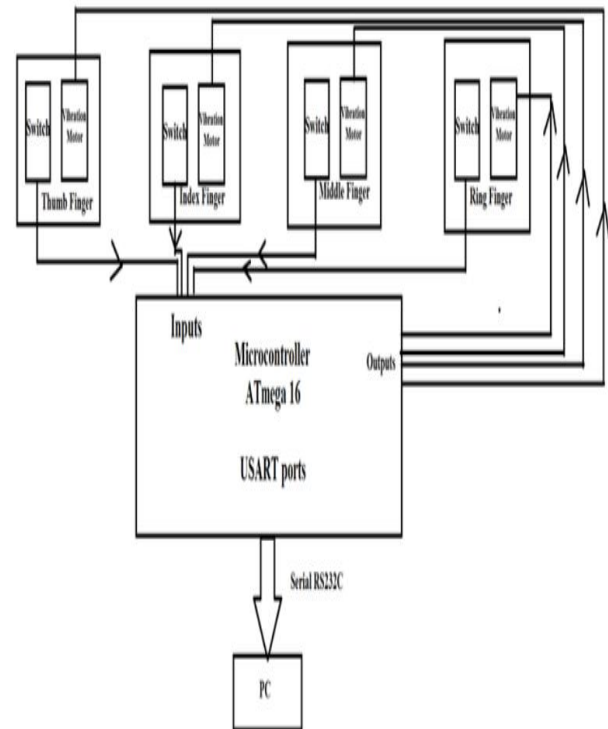 Switch
Vibration
Motor
Thumb Finger
Switch
Vibration
Motor
Index Finger
Switch
Vibration
Motor
Middle Finger
Switch
Vibration
Motor
Ring Finger
Inputs
Microcontroller
ATmega 16
Outputs
USART ports
Serial RS232C
PC